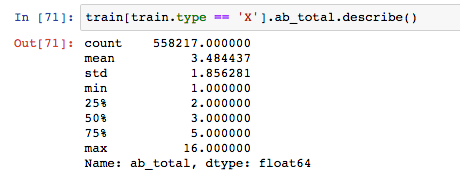 In [71]: train[train.type == 'X'].ab_total.describe()
Out[71]: count    558217.000000
mean          3.484437
std           1.856281
min           1.000000
25%           2.000000
50%           3.000000
75%           5.000000
max          16.000000
Name: ab_total, dtype: float64